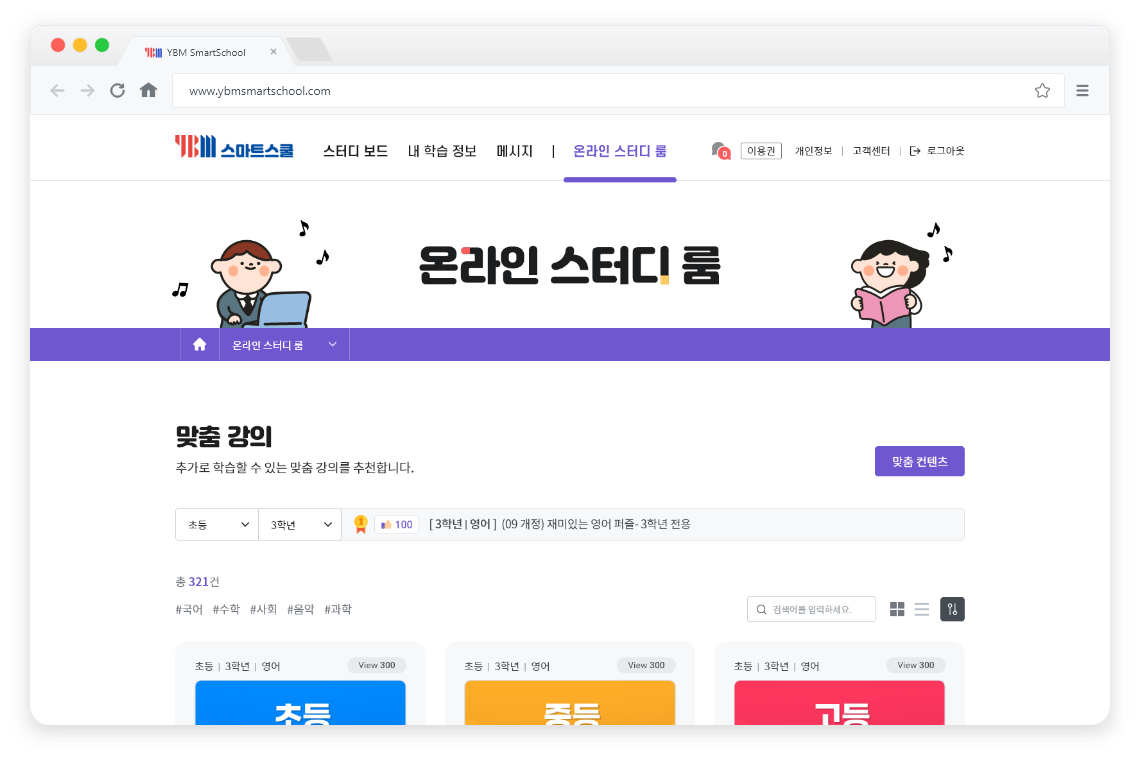 YBM SmartSchool
www.ybmsmartschool.com
YBM 스마트스쿨 스터디 보드 내 학습 정보 메시지 | 온라인 스터디 룸 0 이용권 개인정보 | 고객센터 | 로그아웃
온라인 스터디 룸
온라인 스터디 룸
맞춤 강의
추가로 학습할 수 있는 맞춤 강의를 추천합니다.
맞춤 컨텐츠
초등 3학년 1 100 [ 3학년 | 영어 ] (09 개정) 재미있는 영어 퍼즐- 3학년 전용
총 321건
#국어 #수학 #사회 #음악 #과학 검색어를 입력하세요.
초등 | 3학년 | 영어 View 300 초등 | 3학년 | 영어 View 300 초등 | 3학년 | 영어 View 300
초등 중등 고등